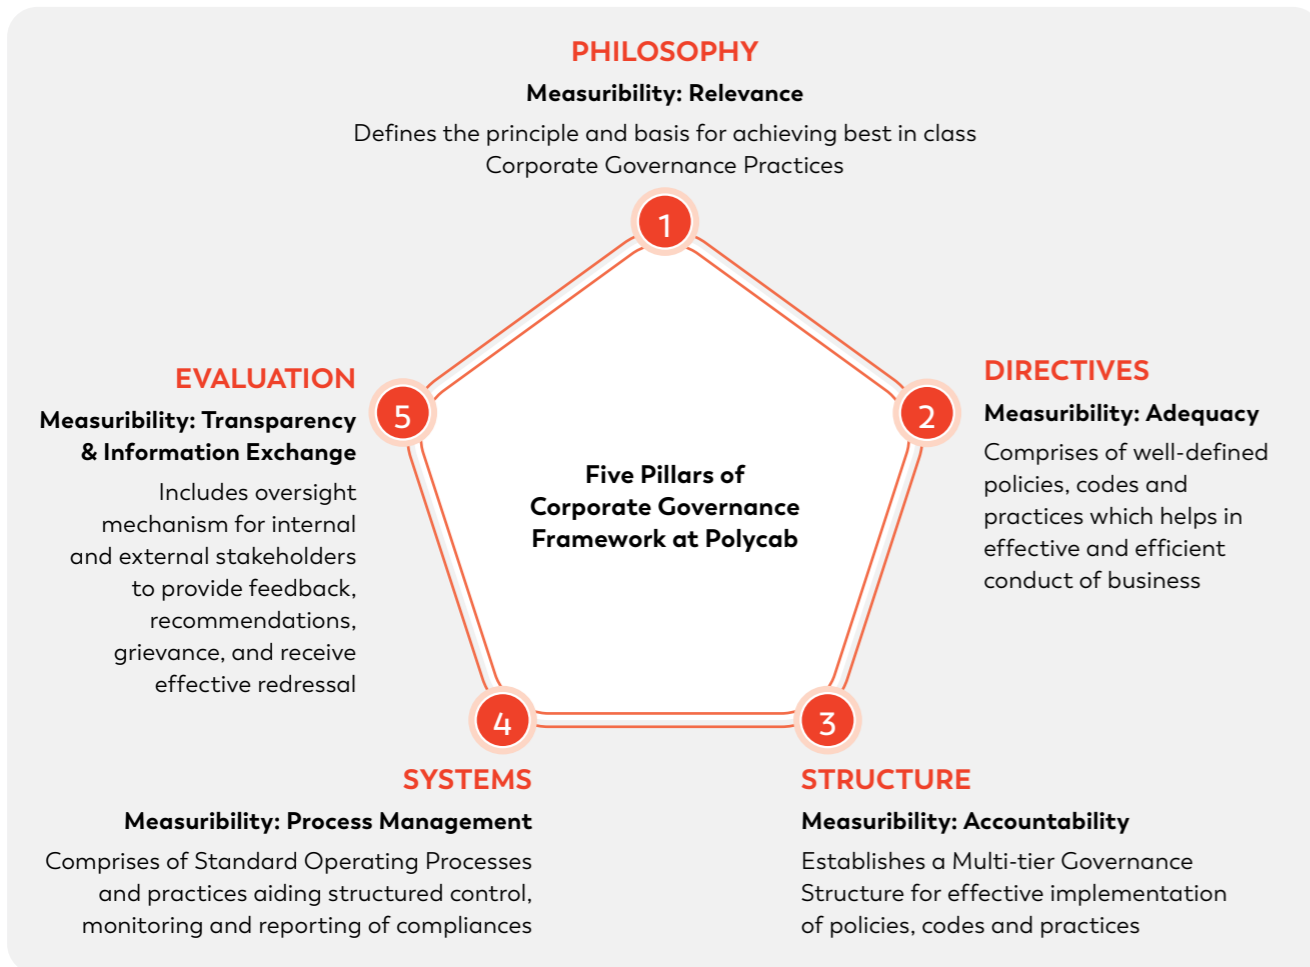 PHILOSOPHY
Measuribility: Relevance
Defines the principle and basis for achieving best in class
Corporate Governance Practices
1
DIRECTIVES
Measuribility: Adequacy
Comprises of well-defined
policies, codes and
practices which helps in
effective and efficient
conduct of business
2
STRUCTURE
Measuribility: Accountability
Establishes a Multi-tier Governance
Structure for effective implementation
of policies, codes and practices
3
SYSTEMS
Measuribility: Process Management
Comprises of Standard Operating Processes
and practices aiding structured control,
monitoring and reporting of compliances
4
EVALUATION
Measuribility: Transparency
& Information Exchange
Includes oversight
mechanism for internal
and external stakeholders
to provide feedback,
recommendations,
grievance, and receive
effective redressal
5
Five Pillars of
Corporate Governance
Framework at Polycab